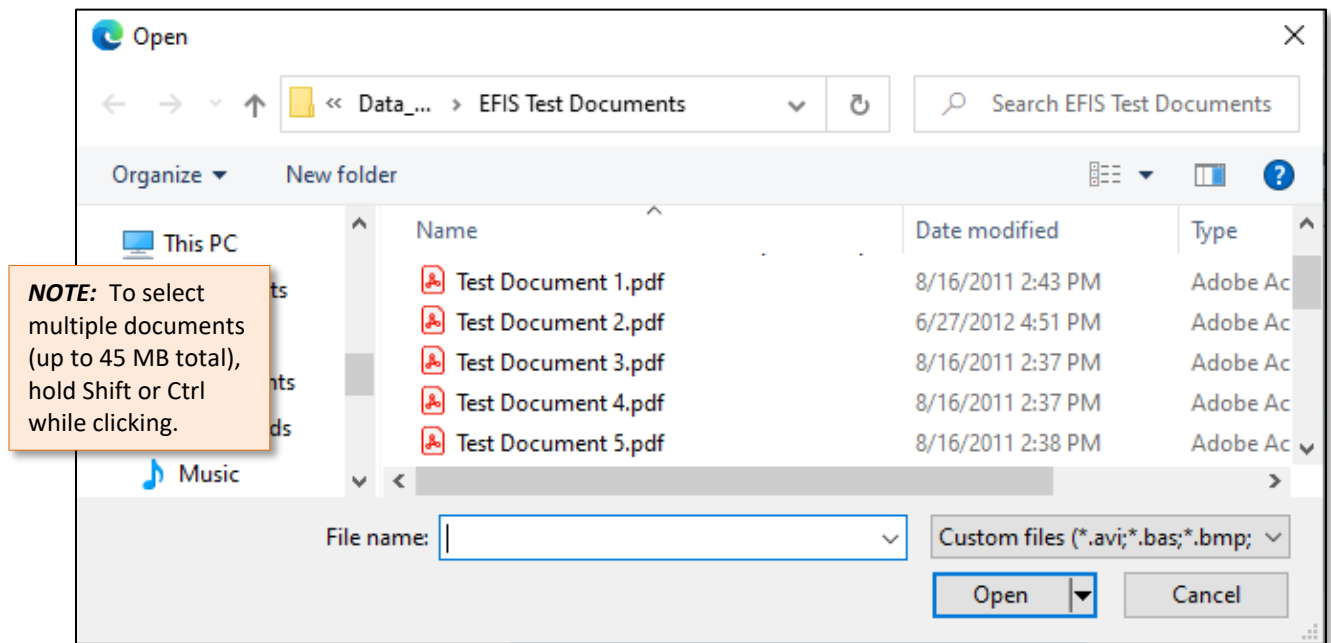 Open
« Data_... > EFIS Test Documents
Search EFIS Test Documents
Organize
New folder
Name
Date modified
Type
This PC
NOTE: To select
multiple documents
(up to 45 MB total),
hold Shift or Ctrl
while clicking.
ts
nts
ds
Music
Test Document 1.pdf 8/16/2011 2:43 PM Adobe Ac
Test Document 2.pdf 6/27/2012 4:51 PM Adobe Ac
Test Document 3.pdf 8/16/2011 2:37 PM Adobe Ac
Test Document 4.pdf 8/16/2011 2:37 PM Adobe Ac
Test Document 5.pdf 8/16/2011 2:38 PM Adobe Ac
File name:
Custom files (*.avi;*.bas;*.bmp;
Open
Cancel